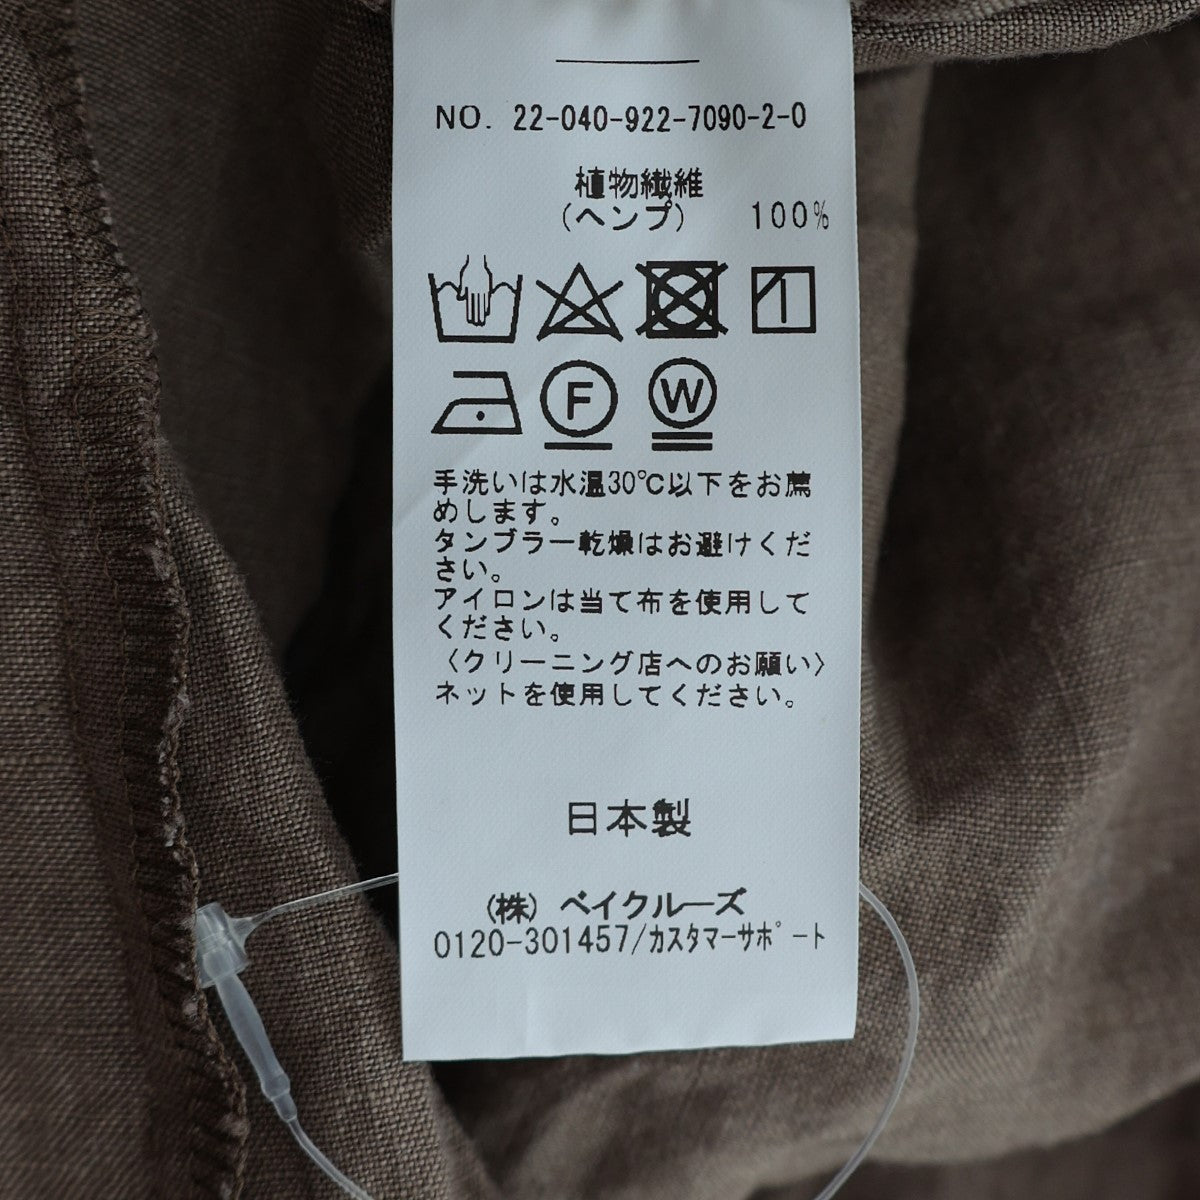 NO. 22-040-922-7090-2-0
植物繊維
(ヘンプ) 100%
F W
手洗いは水温30℃以下をお薦
めします。
タンブラー乾燥はお避けくだ
さい。
アイロンは当て布を使用して
ください。
〈クリーニング店へのお願い〉
ネットを使用してください。
日本製
(株) ベイクルーズ
0120-301457/カスタマーサポート